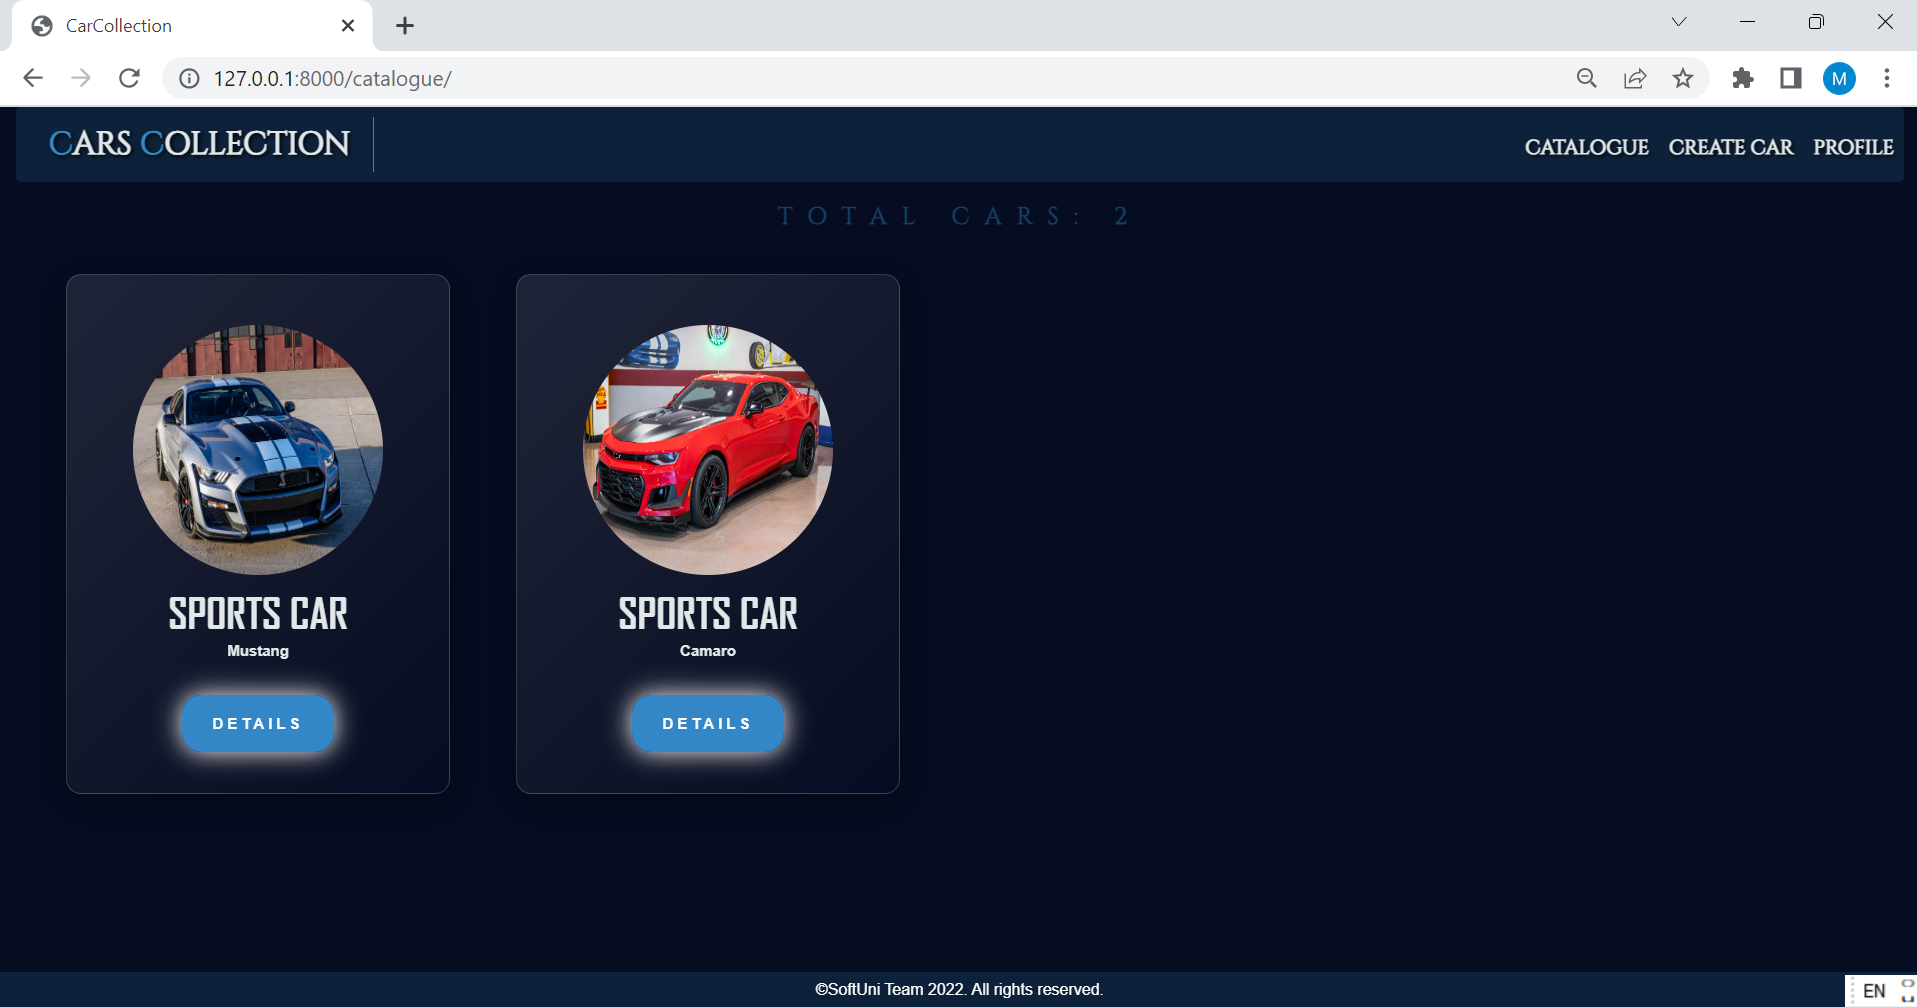 CarCollection
127.0.0.1:8000/catalogue/
M
CARS COLLECTION
CATALOGUE CREATE CAR PROFILE
TOTAL CARS: 2
SPORTS CAR
Mustang
DETAILS
SPORTS CAR
Camaro
DETAILS
©SoftUni Team 2022. All rights reserved.
EN